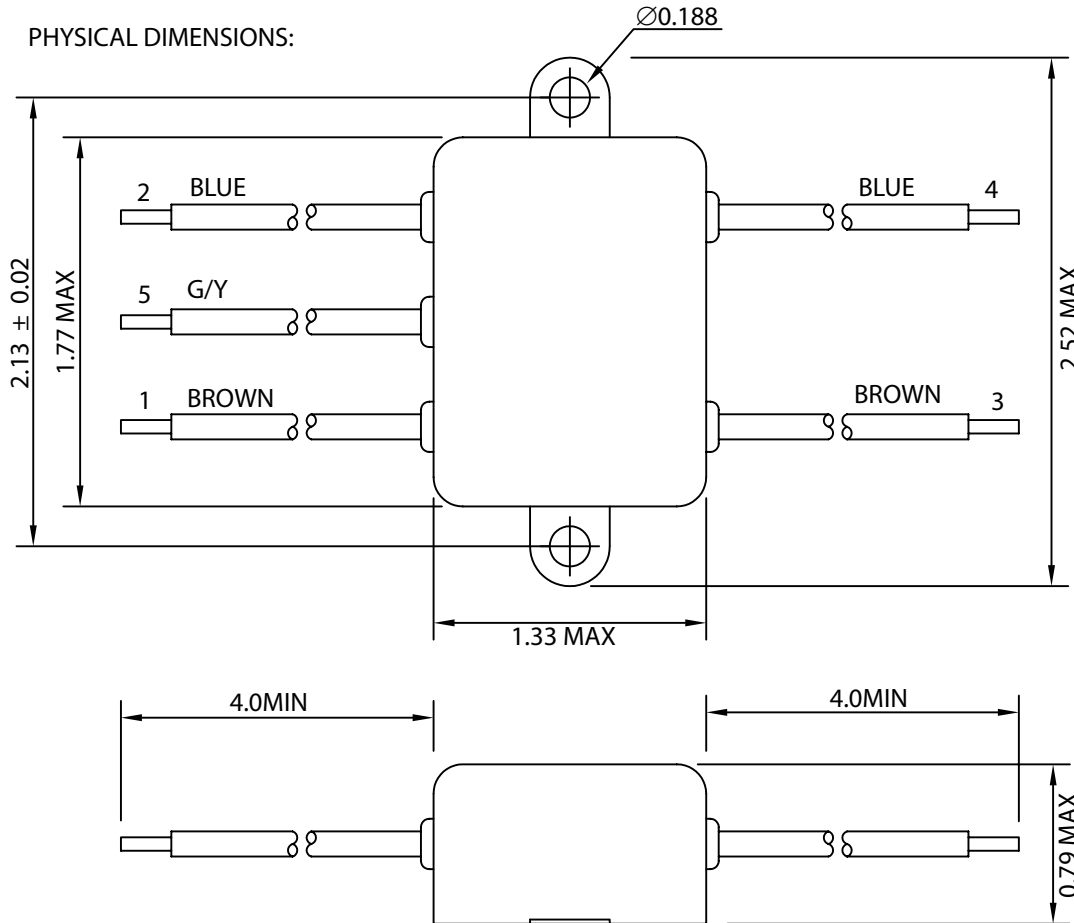 ∅0.188
PHYSICAL DIMENSIONS:
2 BLUE
BLUE 4
5 G/Y
1 BROWN
BROWN 3
2.13 ± 0.02
1.77 MAX
2.52 MAX
1.33 MAX
4.0MIN
4.0MIN
0.79 MAX